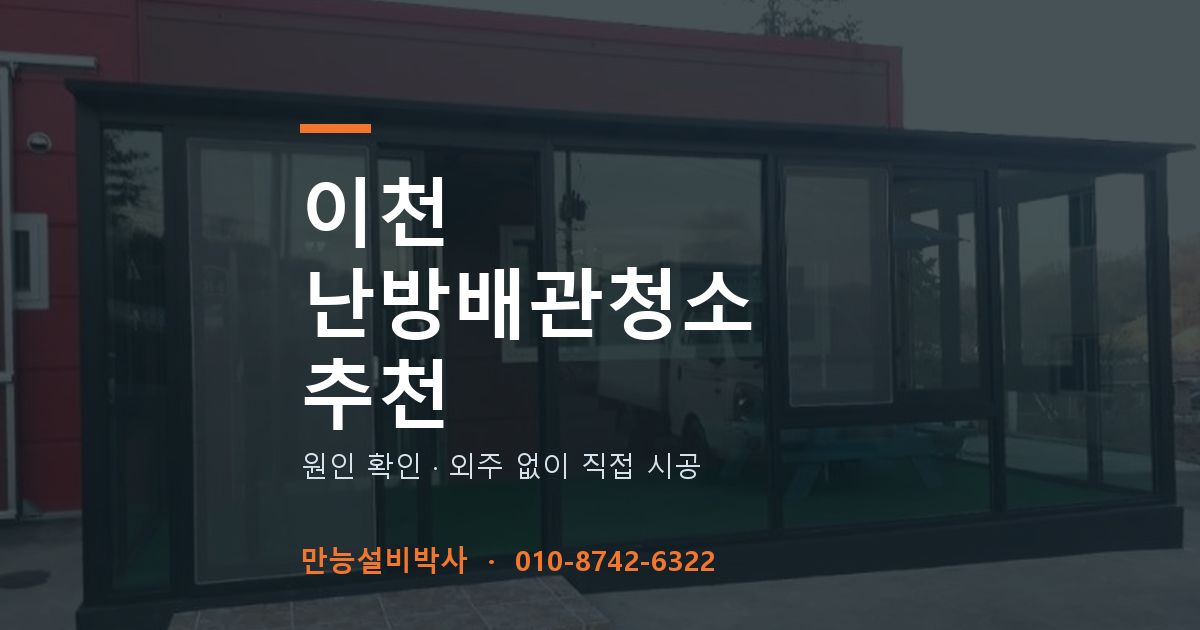 이천
난방배관청소
추천
원인 확인 · 외주 없이 직접 시공
만능설비박사 · 010-8742-6322